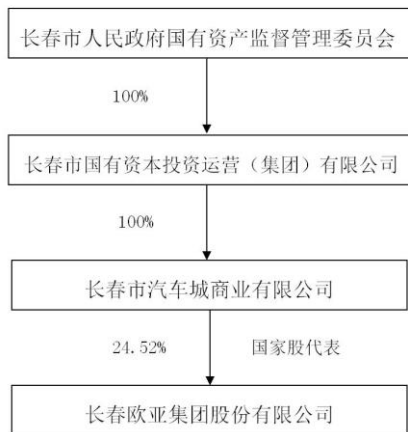 长春市人民政府国有资产监督管理委员会
100%
长春市国有资本投资运营（集团）有限公司
100%
长春市汽车城商业有限公司
24.52% 国家股代表
长春欧亚集团股份有限公司